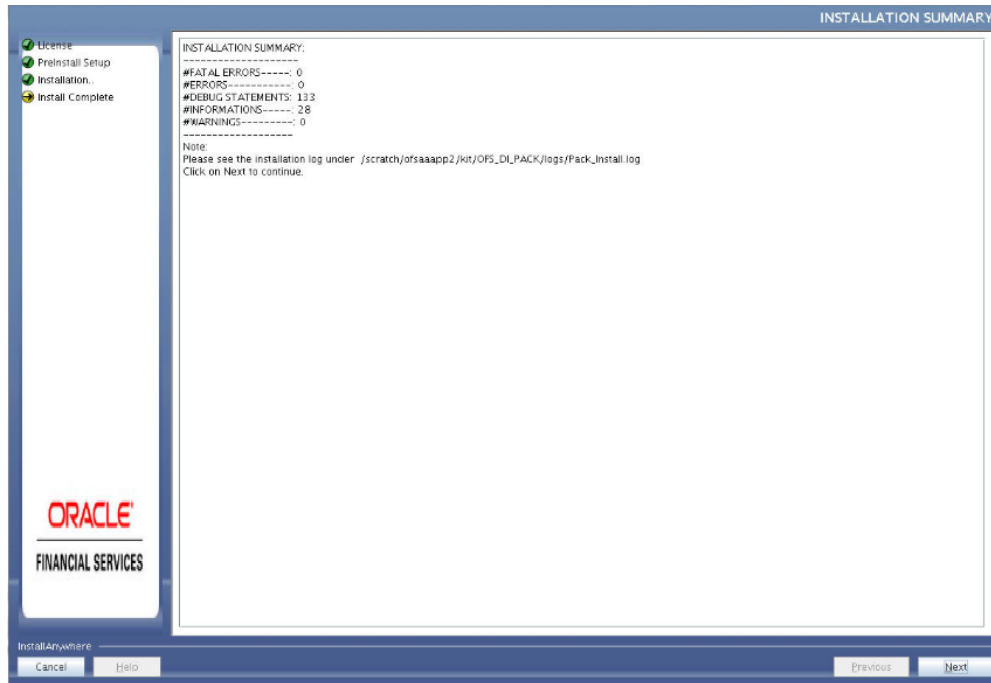 INSTALLATION SUMMARY
License
PreInstall Setup
Installation..
Install Complete
INSTALLATION SUMMARY:
--------------------
#FATAL ERRORS-----: 0
#ERRORS-----------: 0
#DEBUG STATEMENTS: 133
#INFORMATIONS-----: 28
#WARNINGS---------: 0
-------------------
Note:
Please see the installation log under /scratch/ofsaaapp2/kit/OFS_DI_PACK/logs/Pack_Install.log
Click on Next to continue.
ORACLE
FINANCIAL SERVICES
InstallAnywhere
Cancel Help Previous Next